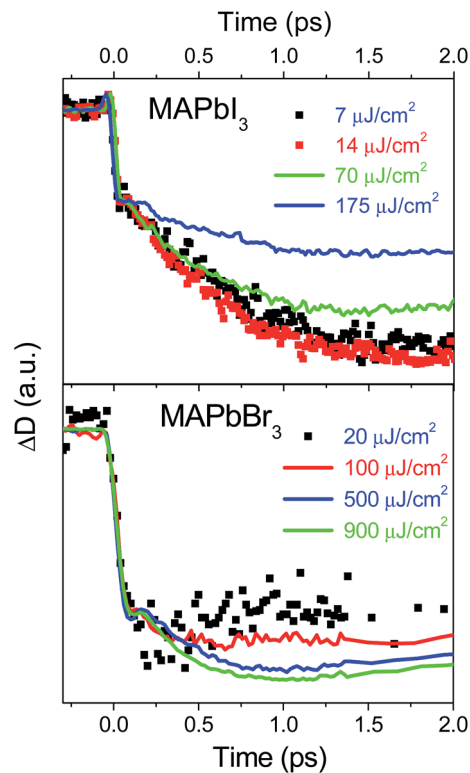 Time (ps)
0.0 0.5 1.0 1.5 2.0
MAPbI₃
7 μJ/cm²
14 μJ/cm²
70 μJ/cm²
175 μJ/cm²
ΔD (a.u.)
MAPbBr₃
20 μJ/cm²
100 μJ/cm²
500 μJ/cm²
900 μJ/cm²
0.0 0.5 1.0 1.5 2.0
Time (ps)